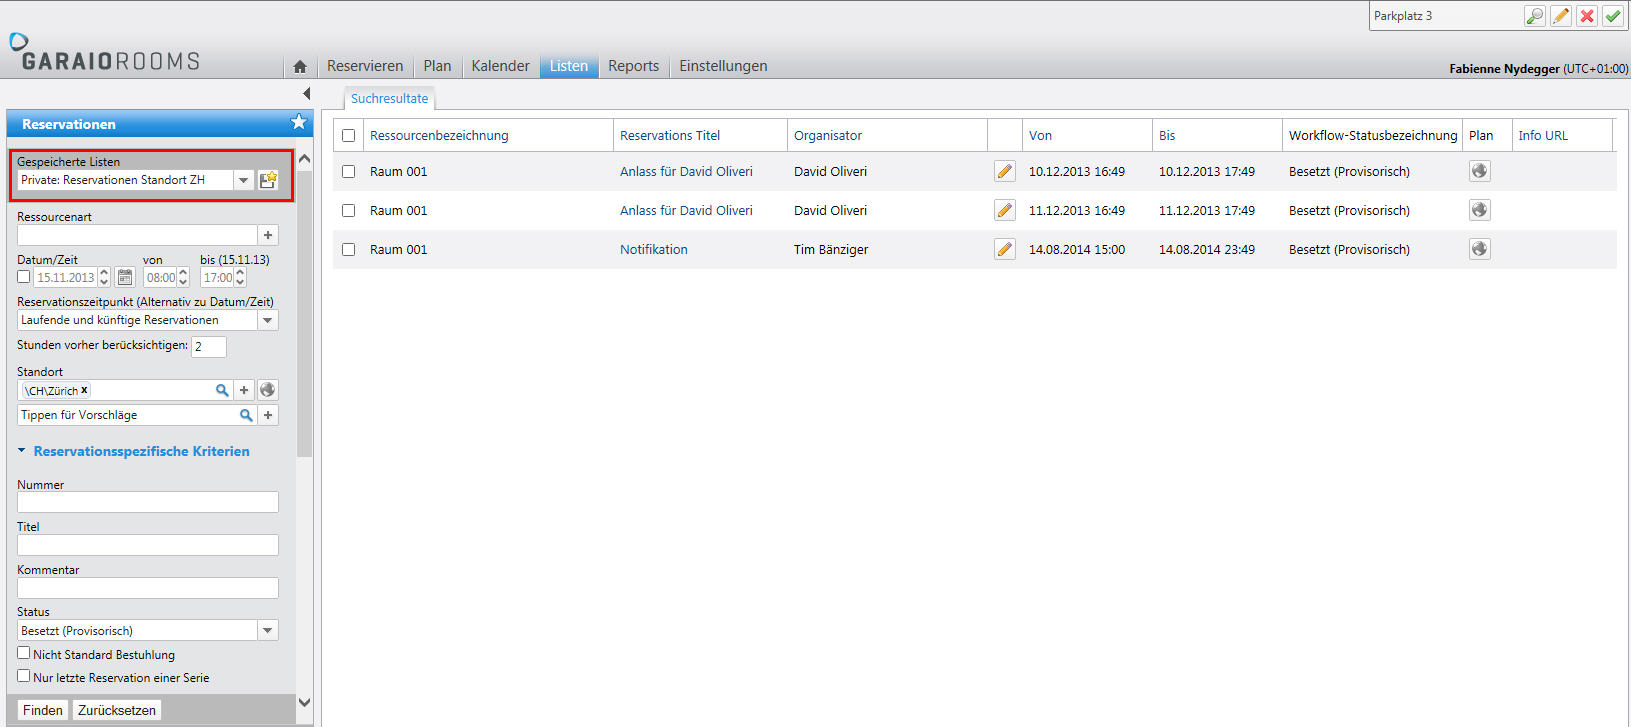 Parkplatz 3
GARAIOROOMS
Reservieren Plan Kalender Listen Reports Einstellungen
Fabienne Nydegger (UTC+01:00)
Reservationen
Gespeicherte Listen
Private: Reservationen Standort ZH
Ressourcenart
+
Datum/Zeit von bis (15.11.13)
15.11.2013 08:00 17:00
Reservationszeitpunkt (Alternativ zu Datum/Zeit)
Laufende und künftige Reservationen
Stunden vorher berücksichtigen: 2
Standort
\CH\Zürich x +
Tippen für Vorschläge +
Reservationsspezifische Kriterien
Nummer
Titel
Kommentar
Status
Besetzt (Provisorisch)
Nicht Standard Bestuhlung
Nur letzte Reservation einer Serie
Finden Zurücksetzen
Suchresultate
Ressourcenbezeichnung Reservations Titel Organisator Von Bis Workflow-Statusbezeichnung Plan Info URL
Raum 001 Anlass für David Oliveri David Oliveri 10.12.2013 16:49 10.12.2013 17:49 Besetzt (Provisorisch)
Raum 001 Anlass für David Oliveri David Oliveri 11.12.2013 16:49 11.12.2013 17:49 Besetzt (Provisorisch)
Raum 001 Notifikation Tim Bänziger 14.08.2014 15:00 14.08.2014 23:49 Besetzt (Provisorisch)